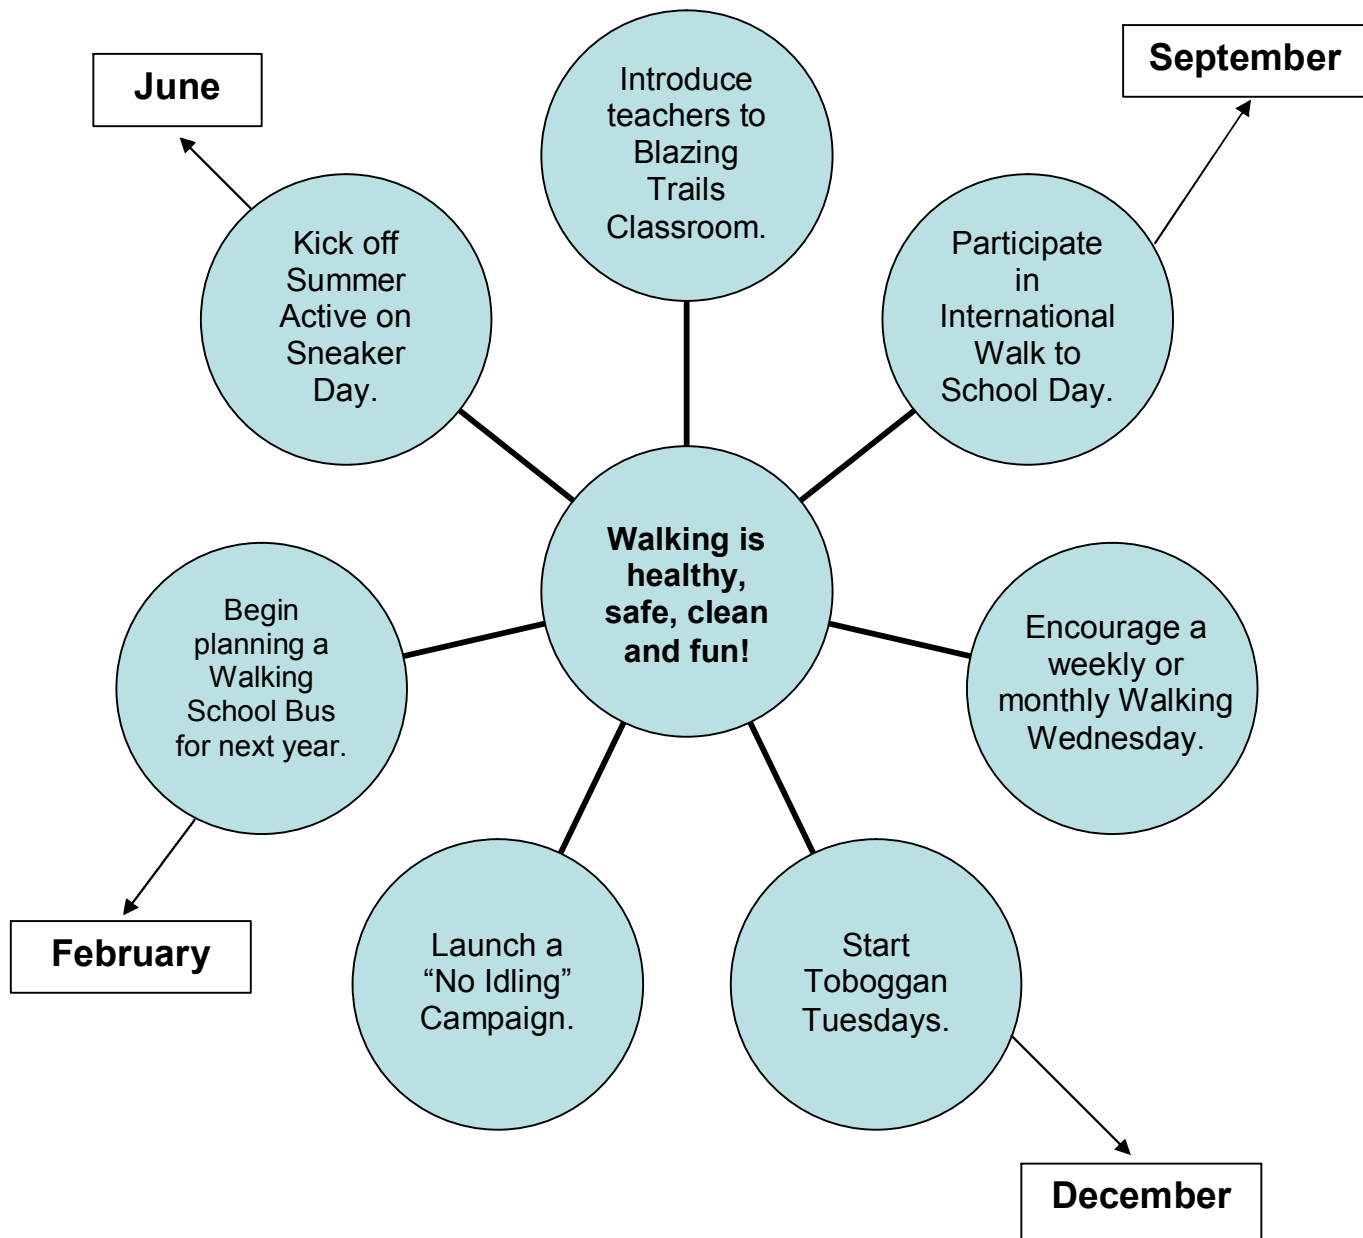 June
September
Introduce
teachers to
Blazing
Trails
Classroom.
Kick off
Summer
Active on
Sneaker
Day.
Participate
in
International
Walk to
School Day.
Walking is
healthy,
safe, clean
and fun!
Begin
planning a
Walking
School Bus
for next year.
Encourage a
weekly or
monthly Walking
Wednesday.
February
Launch a
“No Idling”
Campaign.
Start
Toboggan
Tuesdays.
December